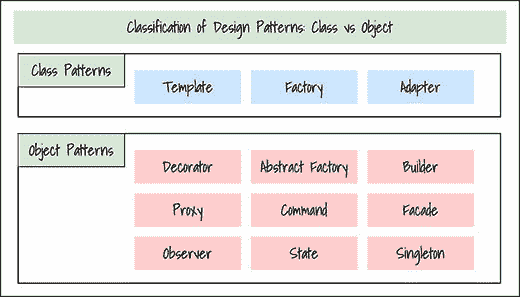 Classification of Design Patterns: Class vs Object
Class Patterns
Template Factory Adapter
Object Patterns
Decorator Abstract Factory Builder
Proxy Command Facade
Observer State Singleton